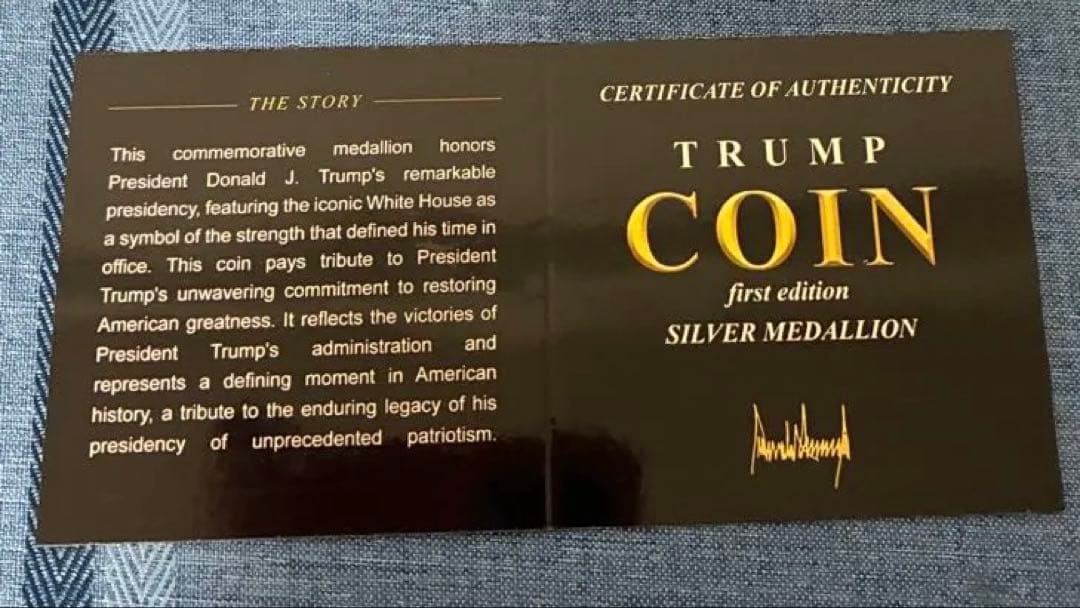 THE STORY
This commemorative medallion honors
President Donald J. Trump's remarkable
presidency, featuring the iconic White House as
a symbol of the strength that defined his time in
office. This coin pays tribute to President
Trump's unwavering commitment to restoring
American greatness. It reflects the victories of
President Trump's administration and
represents a defining moment in American
history, a tribute to the enduring legacy of his
presidency of unprecedented patriotism.
CERTIFICATE OF AUTHENTICITY
TRUMP
COIN
first edition
SILVER MEDALLION